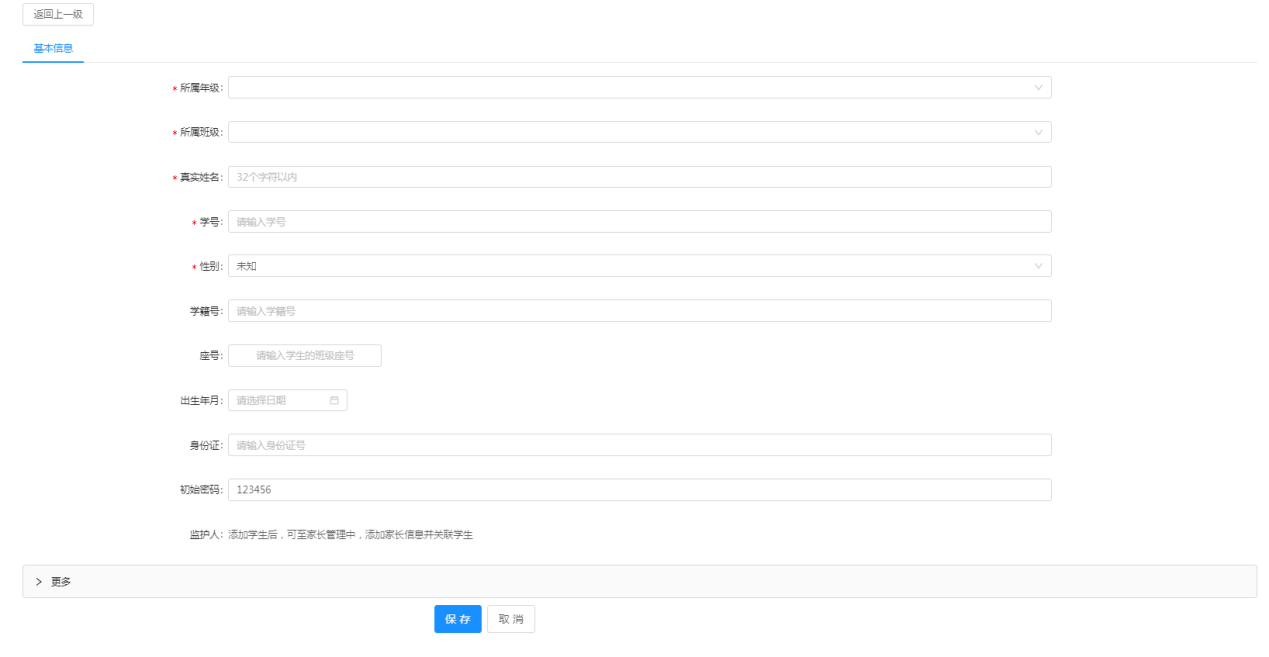 返回上一级
基本信息
* 所属年级:
* 所属班级:
* 真实姓名: 32个字符以内
* 学号: 请输入学号
* 性别: 未知
学籍号: 请输入学籍号
座号: 请输入学生的班级座号
出生年月: 请选择日期
身份证: 请输入身份证号
初始密码: 123456
监护人: 添加学生后，可至家长管理中，添加家长信息并关联学生
> 更多
保存 取消